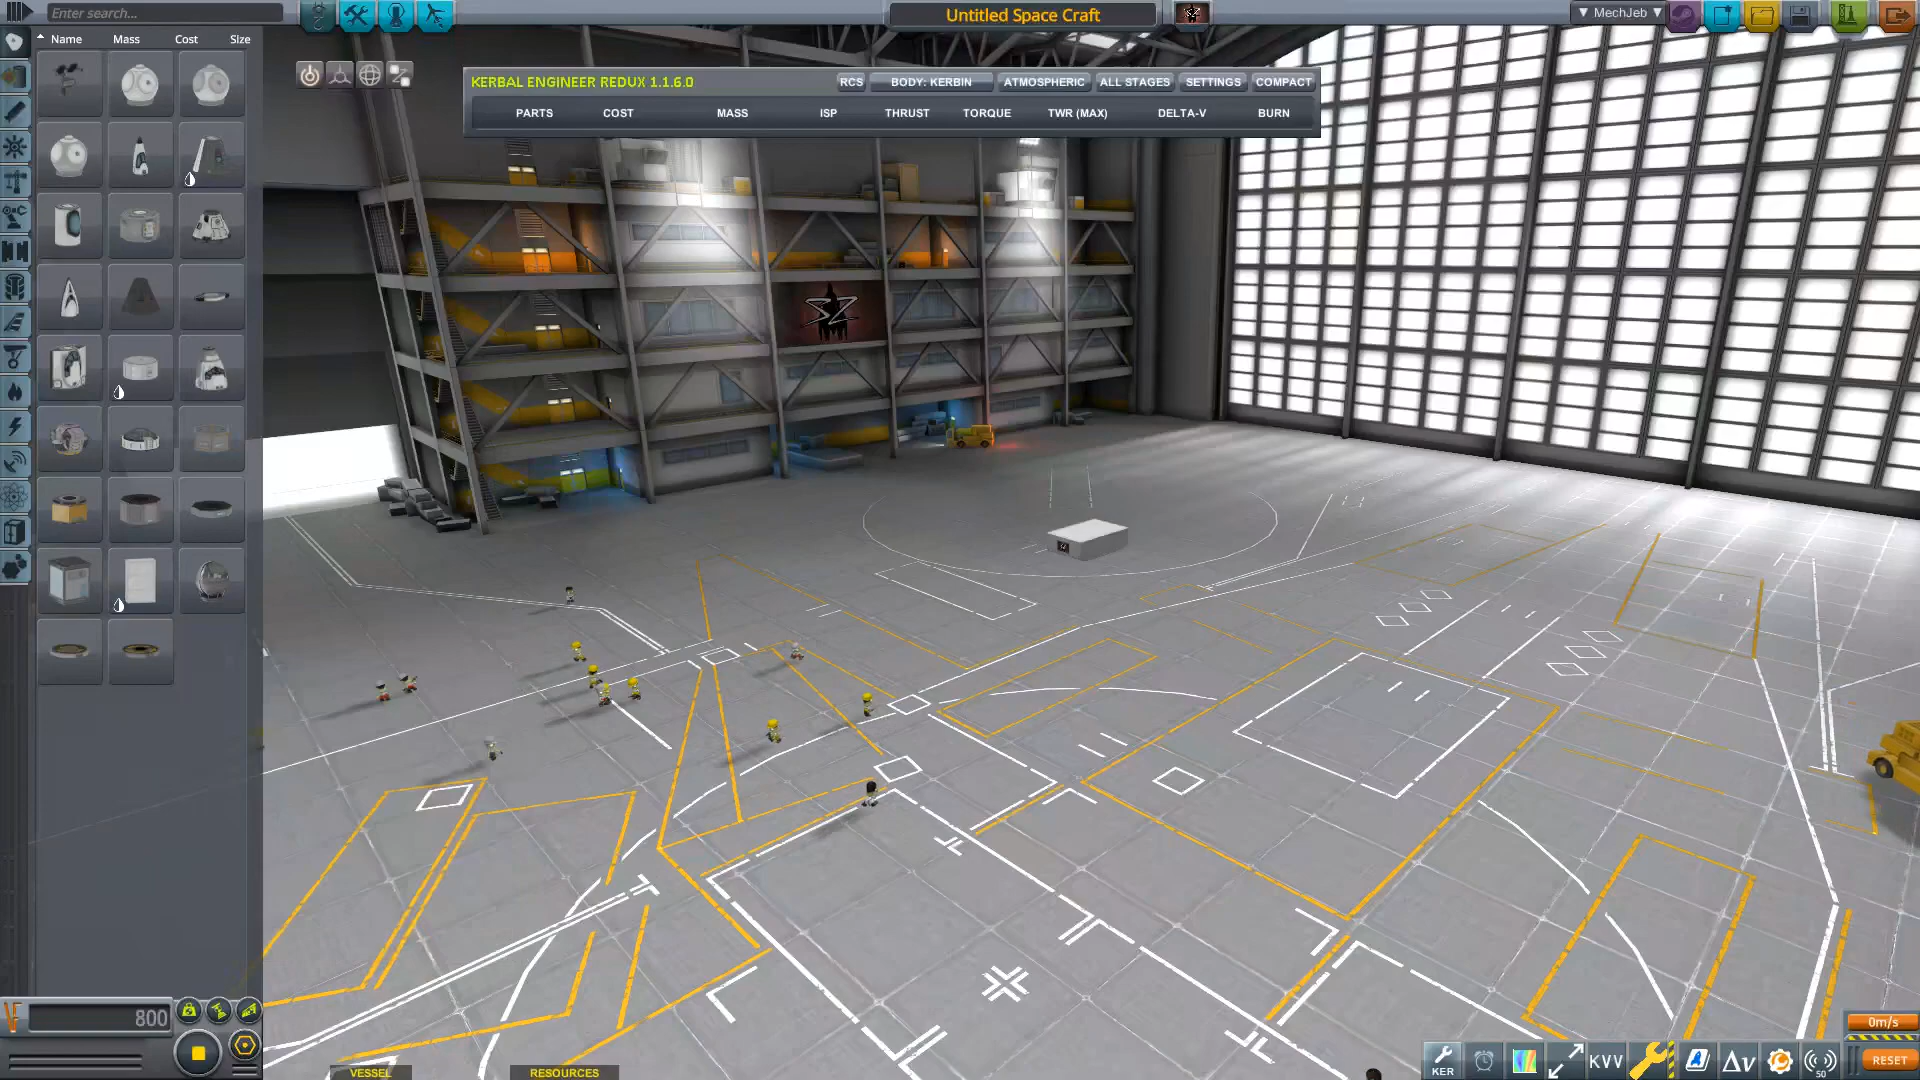 Enter search...
Untitled Space Craft
▼ MechJeb ▼
Name Mass Cost Size
KERBAL ENGINEER REDUX 1.1.6.0
RCS BODY: KERBIN ATMOSPHERIC ALL STAGES SETTINGS COMPACT
PARTS COST MASS ISP THRUST TORQUE TWR (MAX) DELTA-V BURN
SZ
800
VESSEL
RESOURCES
0m/s
KER
KVV
Δv
50
RESET